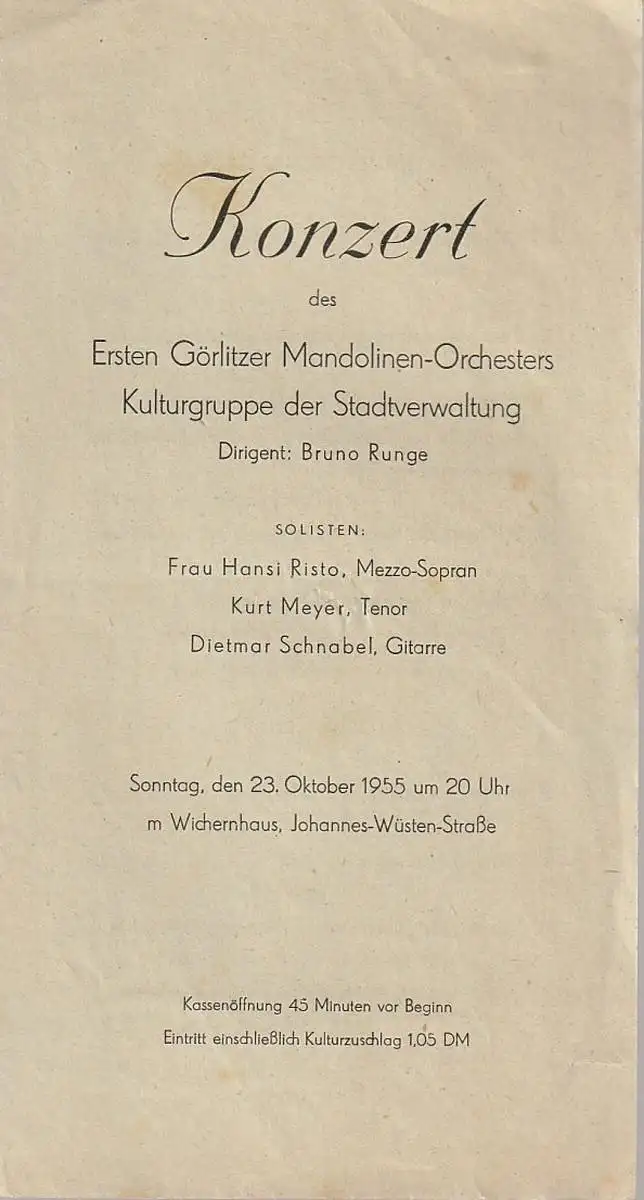 Konzert
des
Ersten Görlitzer Mandolinen-Orchesters
Kulturgruppe der Stadtverwaltung
Dirigent: Bruno Runge
SOLISTEN:
Frau Hansi Risto, Mezzo-Sopran
Kurt Meyer, Tenor
Dietmar Schnabel, Gitarre
Sonntag, den 23. Oktober 1955 um 20 Uhr
m Wichernhaus, Johannes-Wüsten-Straße
Kassenöffnung 45 Minuten vor Beginn
Eintritt einschließlich Kulturzuschlag 1,05 DM